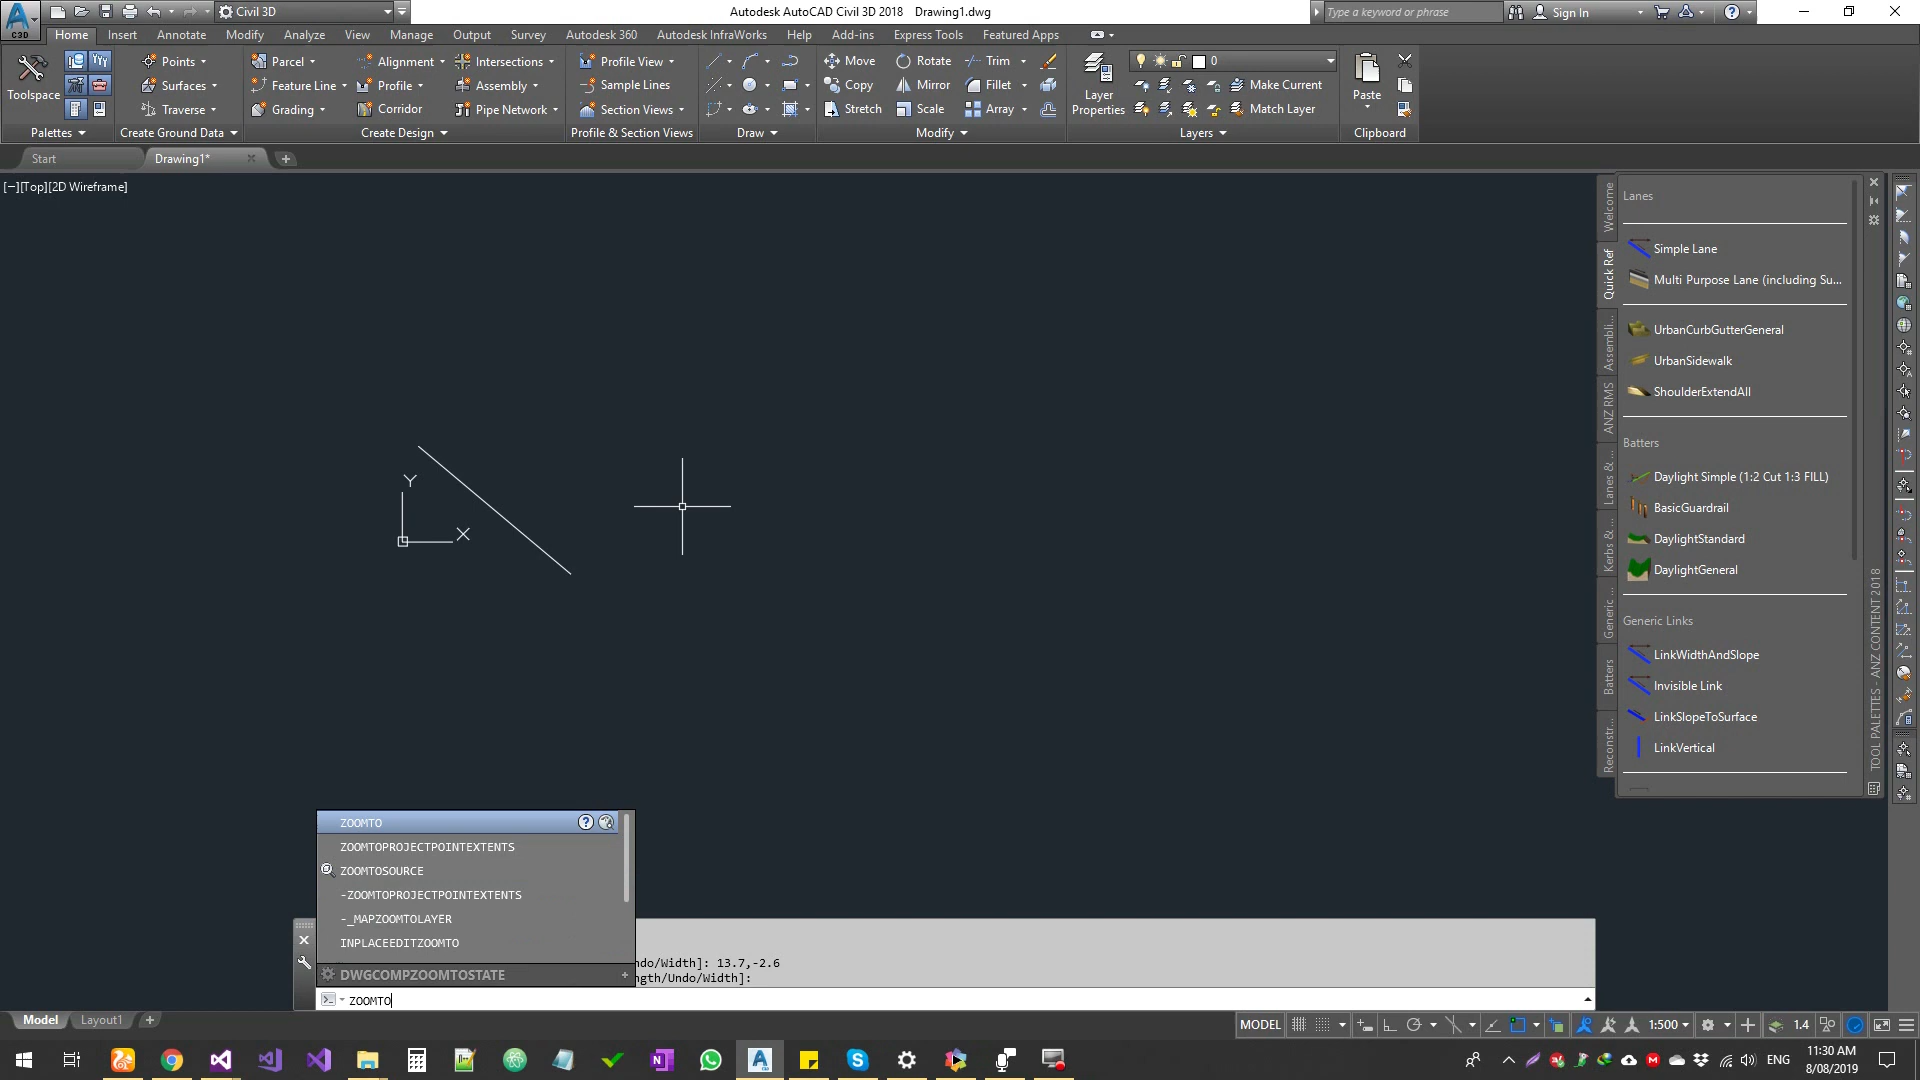 C3D
Civil 3D
Autodesk AutoCAD Civil 3D 2018 Drawing1.dwg
Type a keyword or phrase
Sign In
Home Insert Annotate Modify Analyze View Manage Output Survey Autodesk 360 Autodesk InfraWorks Help Add-ins Express Tools Featured Apps
Toolspace
Palettes
Points
Surfaces
Traverse
Create Ground Data
Parcel
Feature Line
Grading
Alignment
Profile
Corridor
Intersections
Assembly
Pipe Network
Create Design
Profile View
Sample Lines
Section Views
Profile & Section Views
Draw
Move
Copy
Stretch
Rotate
Mirror
Scale
Trim
Fillet
Array
Modify
Layer
Properties
0
Make Current
Match Layer
Layers
Paste
Clipboard
Start
Drawing1*
[−][Top][2D Wireframe]
Y
X
Welcome
Quick Ref
Assembli...
ANZ RMS
Lanes & ...
Kerbs & ...
Generic ...
Batters
Reconstr...
Lanes
Simple Lane
Multi Purpose Lane (including Su...
UrbanCurbGutterGeneral
UrbanSidewalk
ShoulderExtendAll
Batters
Daylight Simple (1:2 Cut 1:3 FILL)
BasicGuardrail
DaylightStandard
DaylightGeneral
Generic Links
LinkWidthAndSlope
Invisible Link
LinkSlopeToSurface
LinkVertical
TOOL PALETTES - ANZ CONTENT 2018
ZOOMTO
ZOOMTOPROJECTPOINTEXTENTS
ZOOMTOSOURCE
-ZOOMTOPROJECTPOINTEXTENTS
-_MAPZOOMTOLAYER
INPLACEEDITZOOMTO
DWGCOMPZOOMTOSTATE
ndo/Width]: 13.7,-2.6
ngth/Undo/Width]:
ZOOMTO
Model
Layout1
MODEL
1:500
1.4
ENG
11:30 AM
8/08/2019